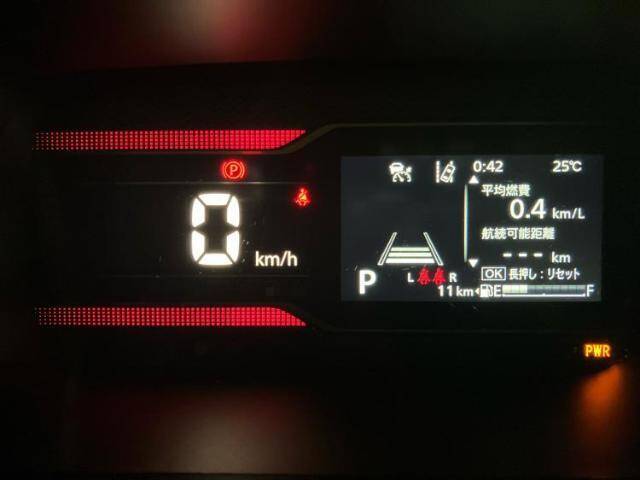 P
0 km/h
0:42 25℃
平均燃費
0.4 km/L
航続可能距離
--- km
OK 長押し:リセット
P
L R
11 km E F
PWR